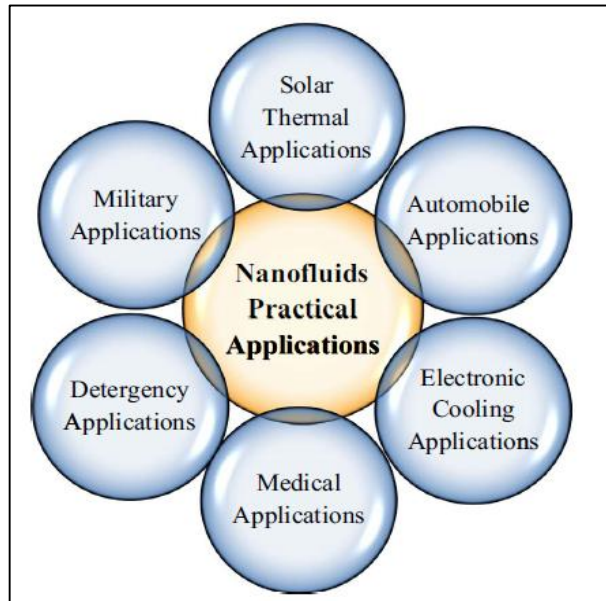 Solar
Thermal
Applications
Automobile
Applications
Electronic
Cooling
Applications
Medical
Applications
Detergency
Applications
Military
Applications
Nanofluids
Practical
Applications